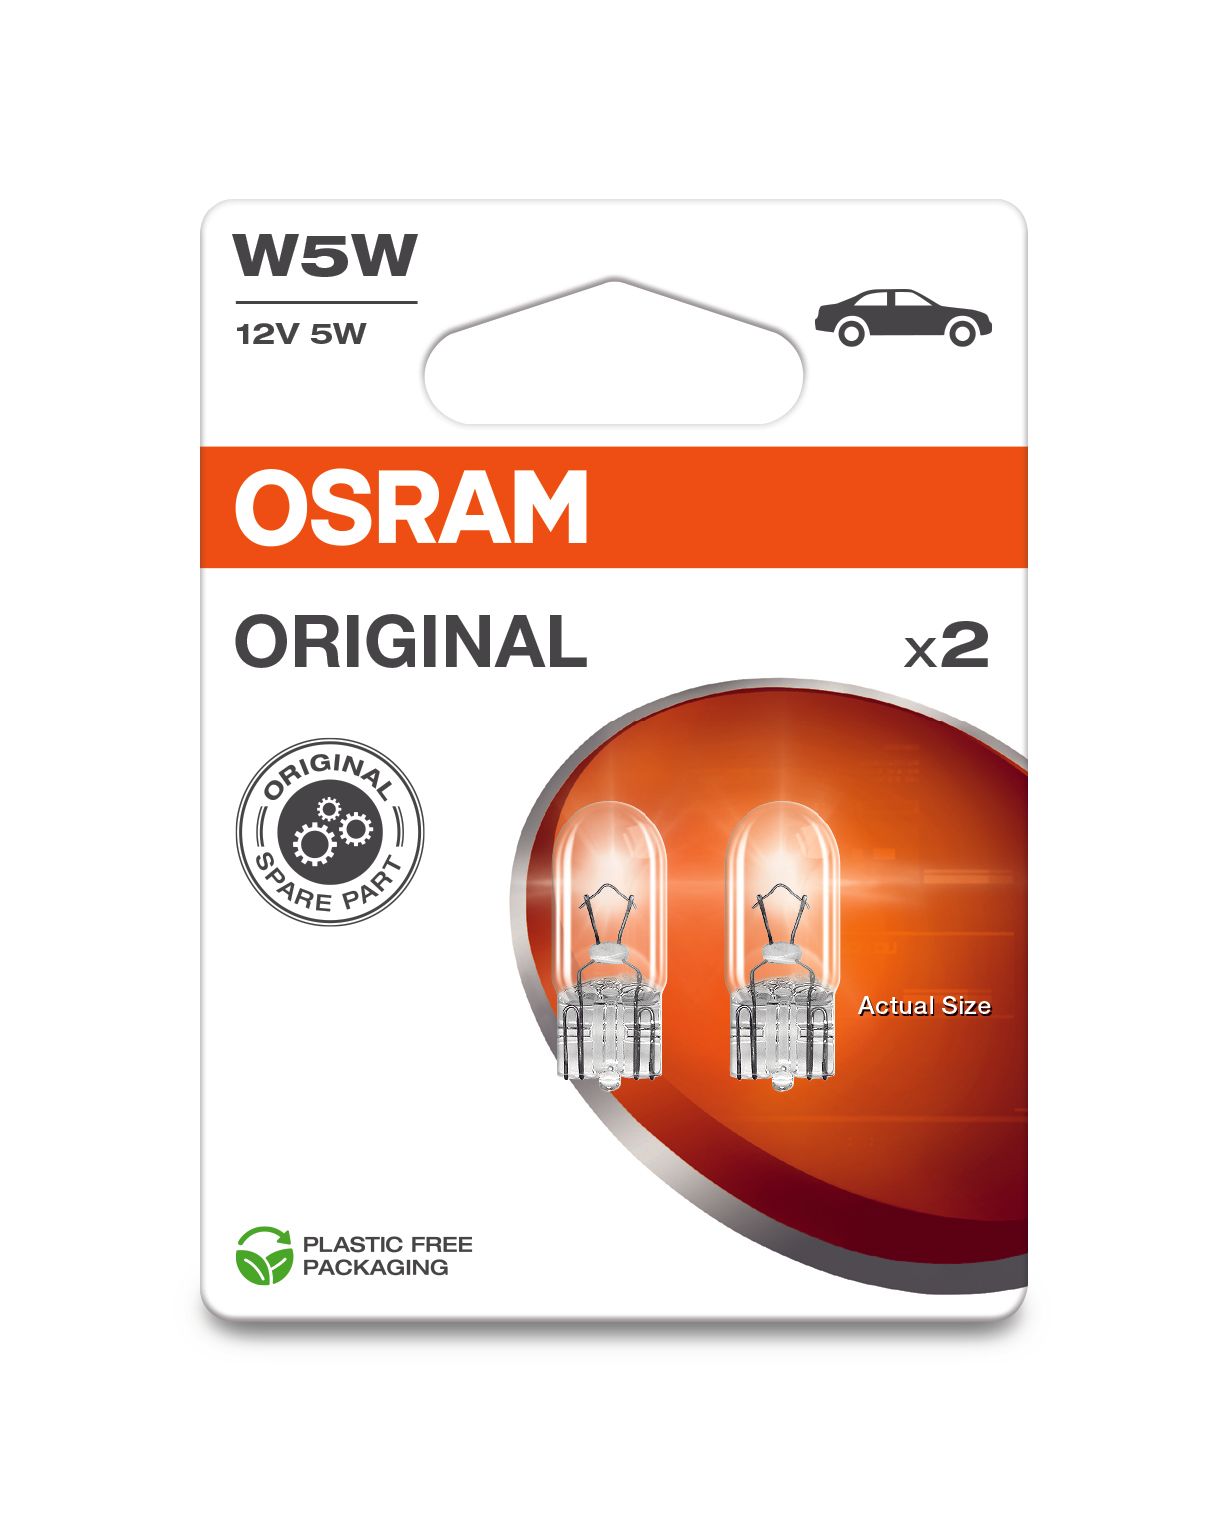 W5W
12V 5W
OSRAM
ORIGINAL
x2
ORIGINAL
SPARE PART
Actual Size
PLASTIC FREE
PACKAGING